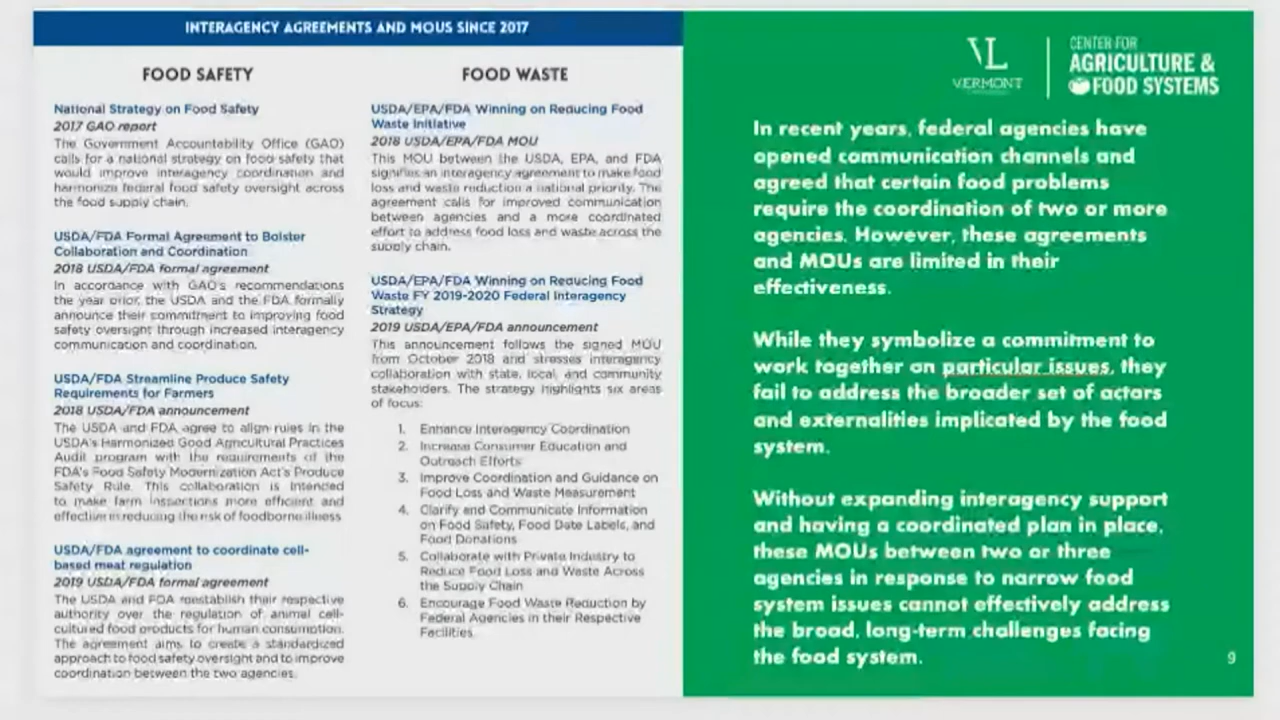 INTERAGENCY AGREEMENTS AND MOUS SINCE 2017
FOOD SAFETY
National Strategy on Food Safety
2017 GAO report
The Government Accountability Office (GAO)
calls for a national strategy on food safety that
would improve interagency coordination and
harmonize federal food safety oversight across
the food supply chain.
USDA/FDA Formal Agreement to Bolster
Collaboration and Coordination
2018 USDA/FDA formal agreement
In accordance with GAO's recommendations
the year prior, the USDA and the FDA formally
announce their commitment to improving food
safety oversight through increased interagency
communication and coordination.
USDA/FDA Streamline Produce Safety
Requirements for Farmers
2018 USDA/FDA announcement
The USDA and FDA agree to align rules in the
USDA's Harmonized Good Agricultural Practices
Audit program with the requirements of the
FDA's Food Safety Modernization Act's Produce
Safety Rule. This collaboration is intended
to make farm inspections more efficient and
effective in reducing the risk of foodborne illness
USDA/FDA agreement to coordinate cell-
based meat regulation
2019 USDA/FDA formal agreement
The USDA and FDA reestablish their respective
authority over the regulation of animal cell-
cultured food products for human consumption.
The agreement aims to create a standardized
approach to food safety oversight and to improve
coordination between the two agencies.
FOOD WASTE
USDA/EPA/FDA Winning on Reducing Food
Waste Initiative
2018 USDA/EPA/FDA MOU
This MOU between the USDA, EPA, and FDA
signifies an interagency agreement to make food
loss and waste reduction a national priority. The
agreement calls for improved communication
between agencies and a more coordinated
effort to address food loss and waste across the
supply chain.
USDA/EPA/FDA Winning on Reducing Food
Waste FY 2019-2020 Federal Interagency
Strategy
2019 USDA/EPA/FDA announcement
This announcement follows the signed MOU
from October 2018 and stresses interagency
collaboration with state, local, and community
stakeholders. The strategy highlights six areas
of focus:
1. Enhance Interagency Coordination
2. Increase Consumer Education and
Outreach Efforts
3. Improve Coordination and Guidance on
Food Loss and Waste Measurement
4. Clarify and Communicate Information
on Food Safety, Food Date Labels, and
Food Donations
5. Collaborate with Private Industry to
Reduce Food Loss and Waste Across
the Supply Chain
6. Encourage Food Waste Reduction by
Federal Agencies in their Respective
Facilities.
VL
VERMONT
CENTER FOR
AGRICULTURE &
FOOD SYSTEMS
In recent years, federal agencies have
opened communication channels and
agreed that certain food problems
require the coordination of two or more
agencies. However, these agreements
and MOUs are limited in their
effectiveness.
While they symbolize a commitment to
work together on particular issues, they
fail to address the broader set of actors
and externalities implicated by the food
system.
Without expanding interagency support
and having a coordinated plan in place,
these MOUs between two or three
agencies in response to narrow food
system issues cannot effectively address
the broad, long-term challenges facing
the food system.
9